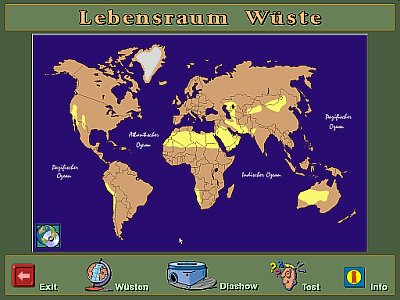 Lebensraum Wüste
Atlantischer
Ozean
Pazifischer
Ozean
Pazifischer
Ozean
Indischer Ozean
Exit
Wüsten
Diashow
Test
Info